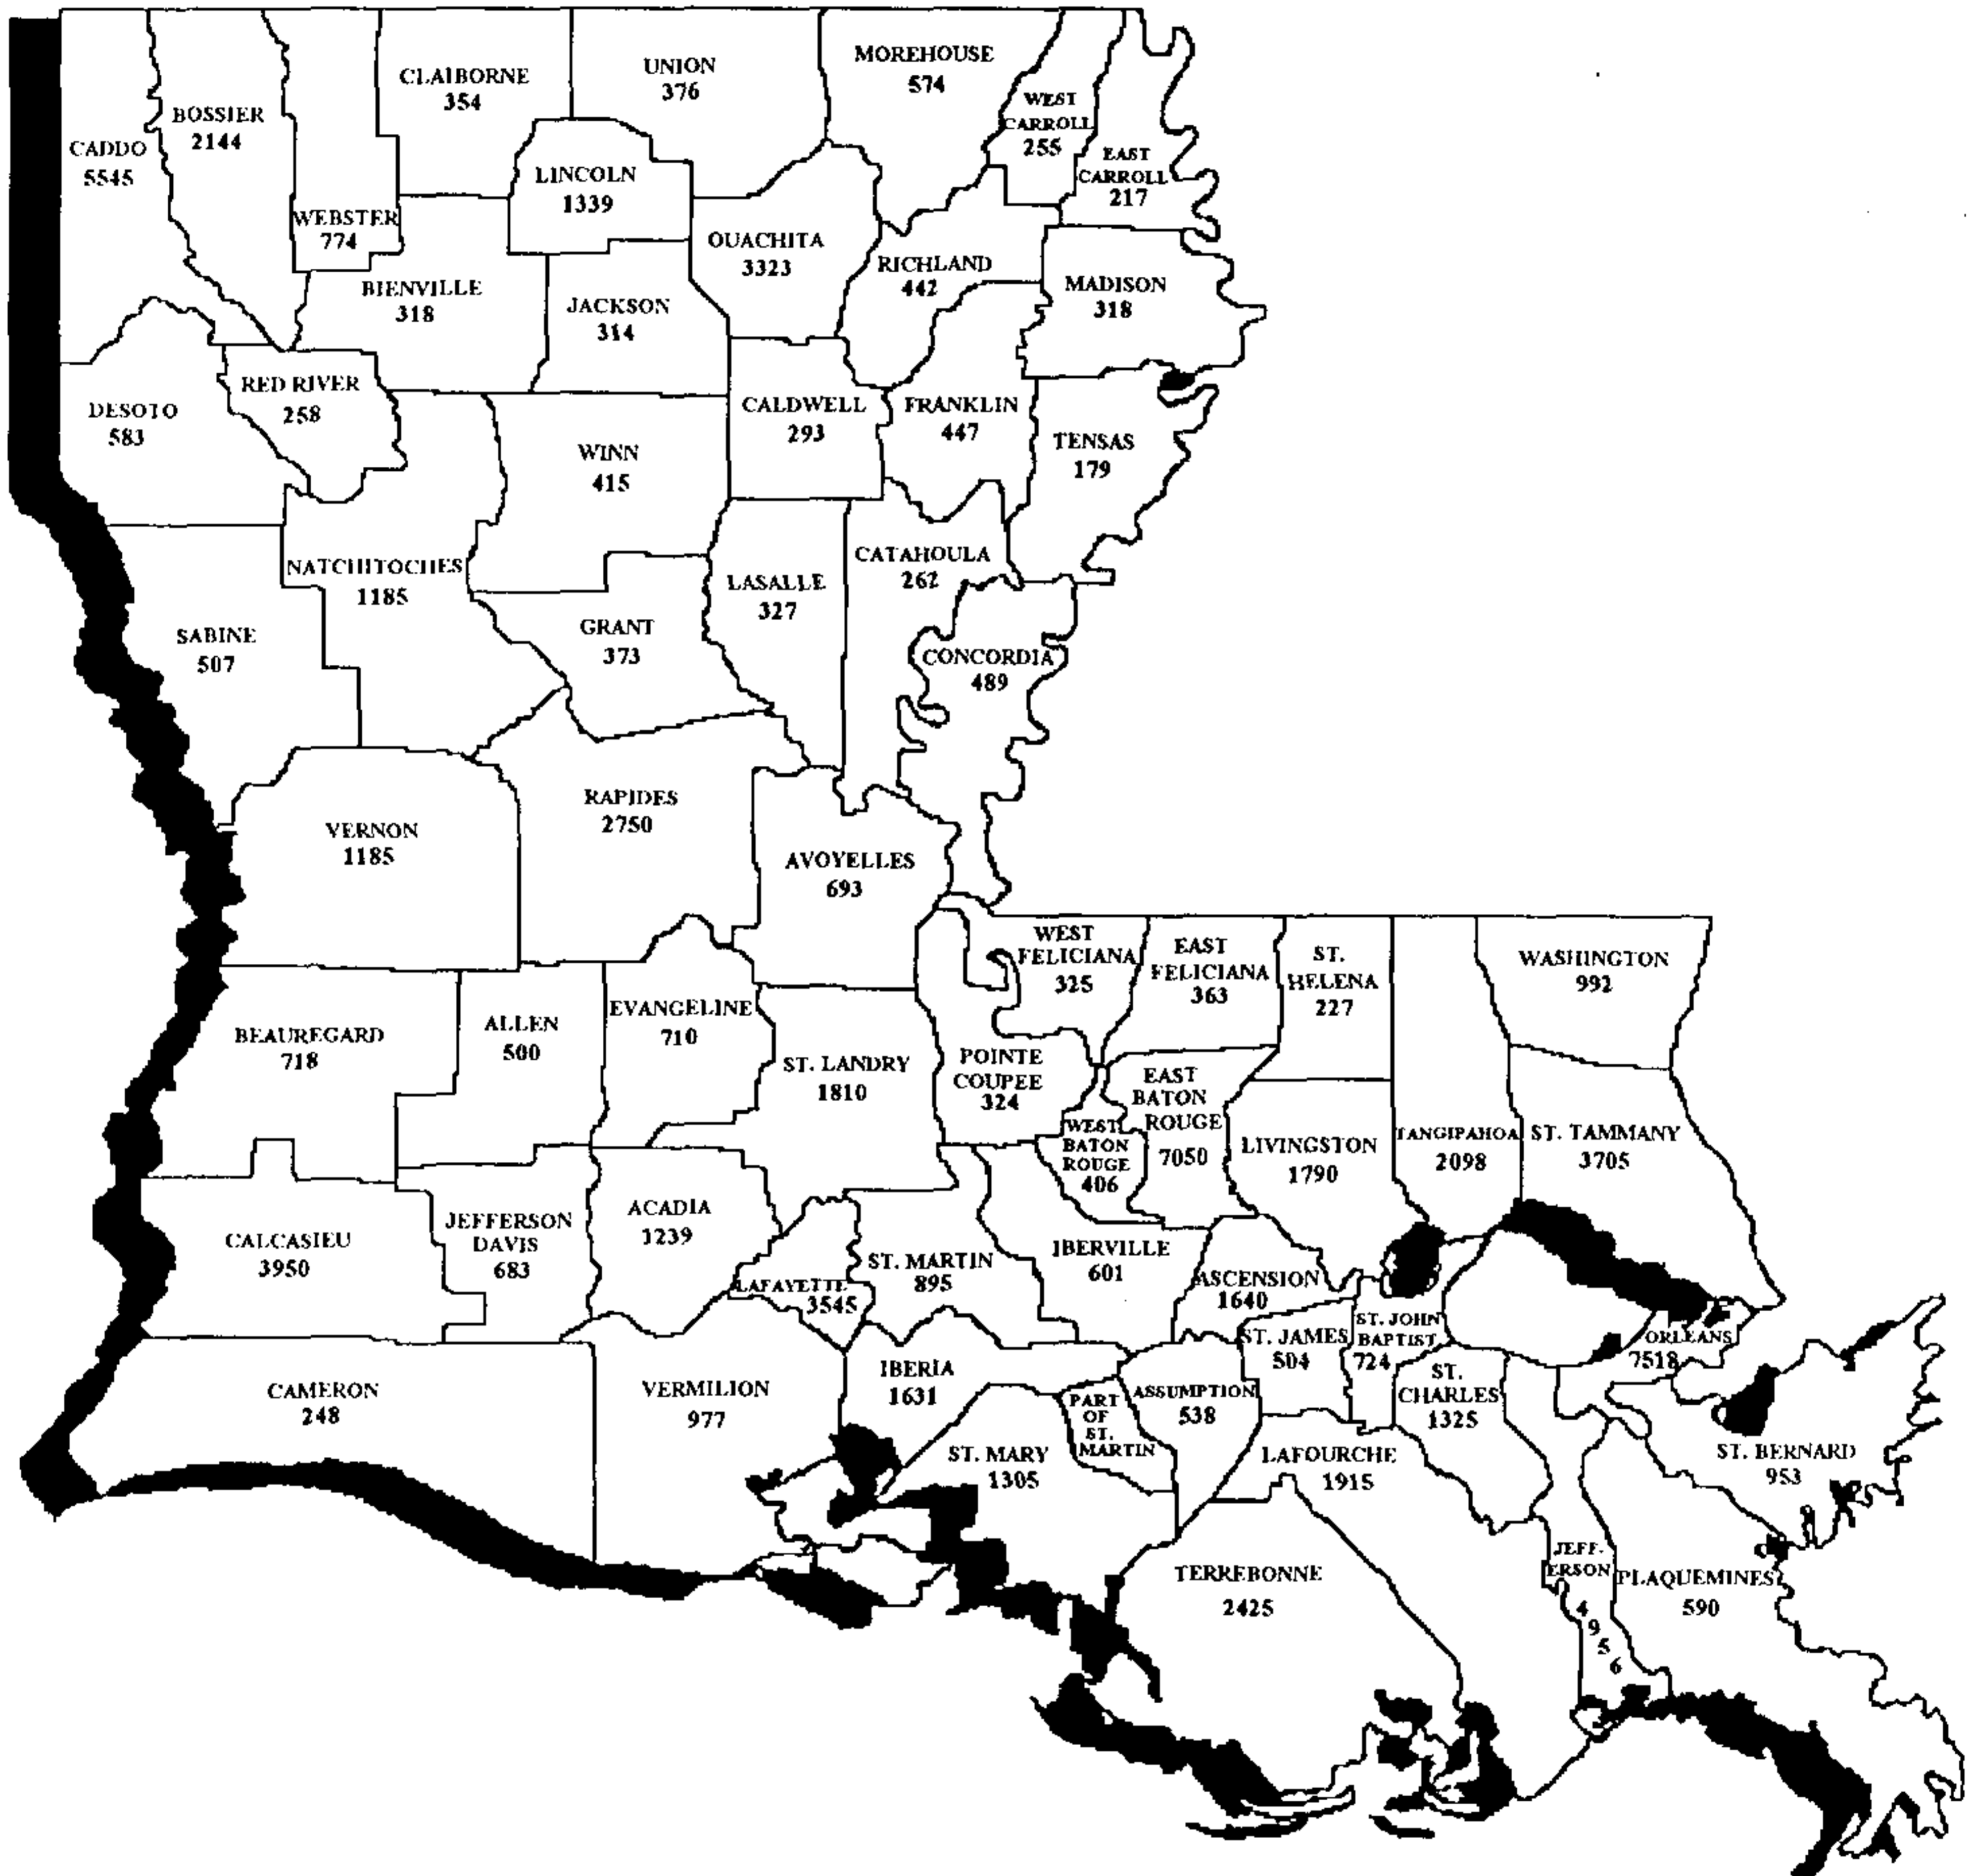 CADDO
5545
BOSSIER
2144
WEBSTER
774
CLAIBORNE
354
UNION
376
MOREHOUSE
574
WEST
CARROLL
255
EAST
CARROLL
217
LINCOLN
1339
OUACHITA
3323
RICHLAND
442
MADISON
318
BIENVILLE
318
JACKSON
314
DESOTO
583
RED RIVER
258
WINN
415
CALDWELL
293
FRANKLIN
447
TENSAS
179
NATCHITOCHES
1185
SABINE
507
GRANT
373
LASALLE
327
CATAHOULA
262
CONCORDIA
489
VERNON
1185
RAPIDES
2750
AVOYELLES
693
WEST
FELICIANA
325
EAST
FELICIANA
363
ST.
HELENA
227
WASHINGTON
992
BEAUREGARD
718
ALLEN
500
EVANGELINE
710
ST. LANDRY
1810
POINTE
COUPEE
324
WEST
BATON
ROUGE
406
EAST
BATON
ROUGE
7050
LIVINGSTON
1790
TANGIPAHOA
2098
ST. TAMMANY
3705
CALCASIEU
3950
JEFFERSON
DAVIS
683
ACADIA
1239
LAFAYETTE
3545
ST. MARTIN
895
IBERVILLE
601
ASCENSION
1640
ST. JAMES
504
ST. JOHN
BAPTIST
724
ORLEANS
7518
CAMERON
248
VERMILION
977
IBERIA
1631
PART
OF
ST.
MARTIN
ASSUMPTION
538
ST.
CHARLES
1325
ST. MARY
1305
LAFOURCHE
1915
ST. BERNARD
953
TERREBONNE
2425
JEFF-
ERSON
4
9
5
6
PLAQUEMINES
590